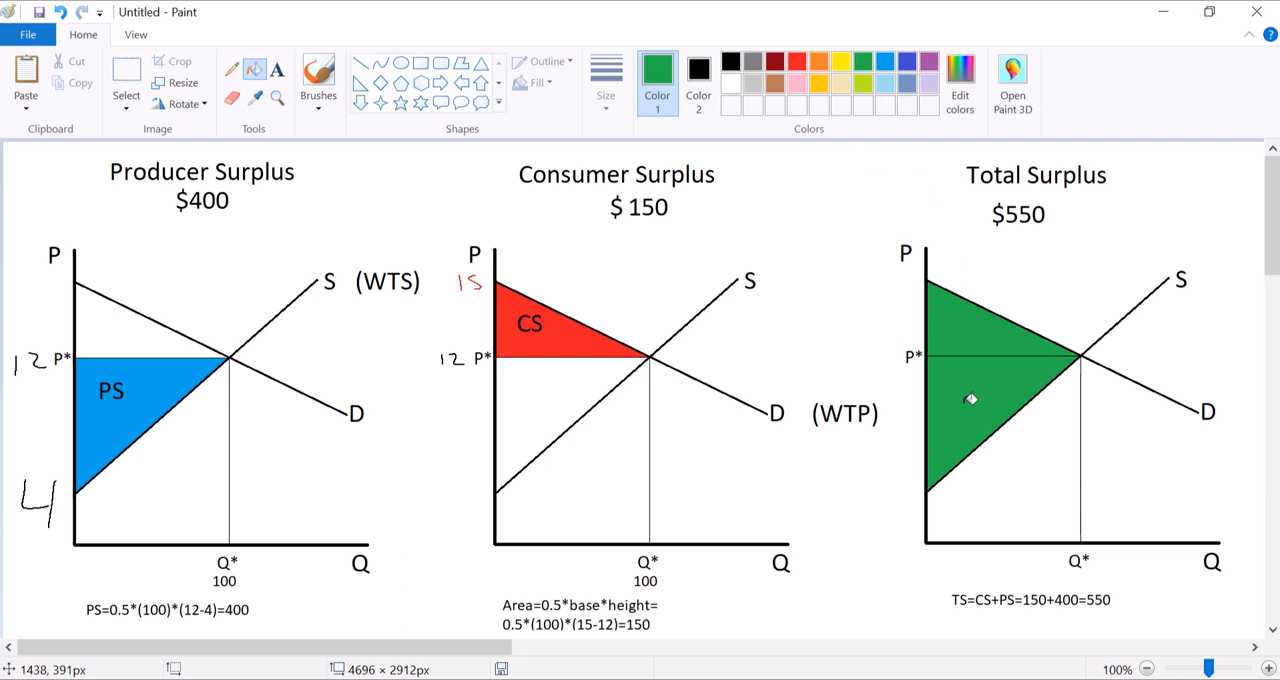 Untitled - Paint
File
Home
View
Paste
Cut
Copy
Clipboard
Select
Crop
Resize
Rotate
Image
A
Tools
Brushes
Outline
Fill
Shapes
Size
Color
1
Color
2
Edit
colors
Colors
Open
Paint 3D
?
Producer Surplus
$400
P
S (WTS)
12 P*
PS
D
4
Q*
100
Q
PS=0.5*(100)*(12-4)=400
Consumer Surplus
$ 150
P
15
S
CS
12 P*
D (WTP)
Q*
100
Q
Area=0.5*base*height=
0.5*(100)*(15-12)=150
Total Surplus
$550
P
S
P*
D
Q*
Q
TS=CS+PS=150+400=550
1438, 391px
4696 × 2912px
100%